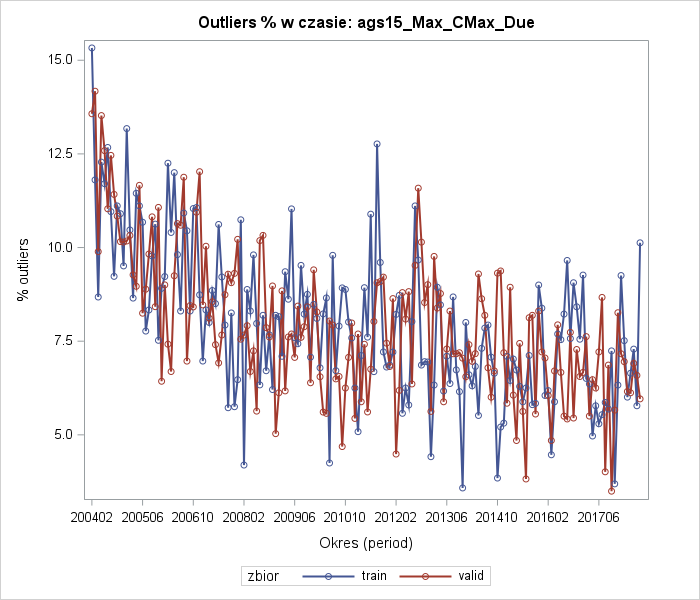 Outliers % w czasie: ags15_Max_CMax_Due
15.0
12.5
10.0
7.5
5.0
% outliers
200402 200506 200610 200802 200906 201010 201202 201306 201410 201602 201706
Okres (period)
zbior train valid